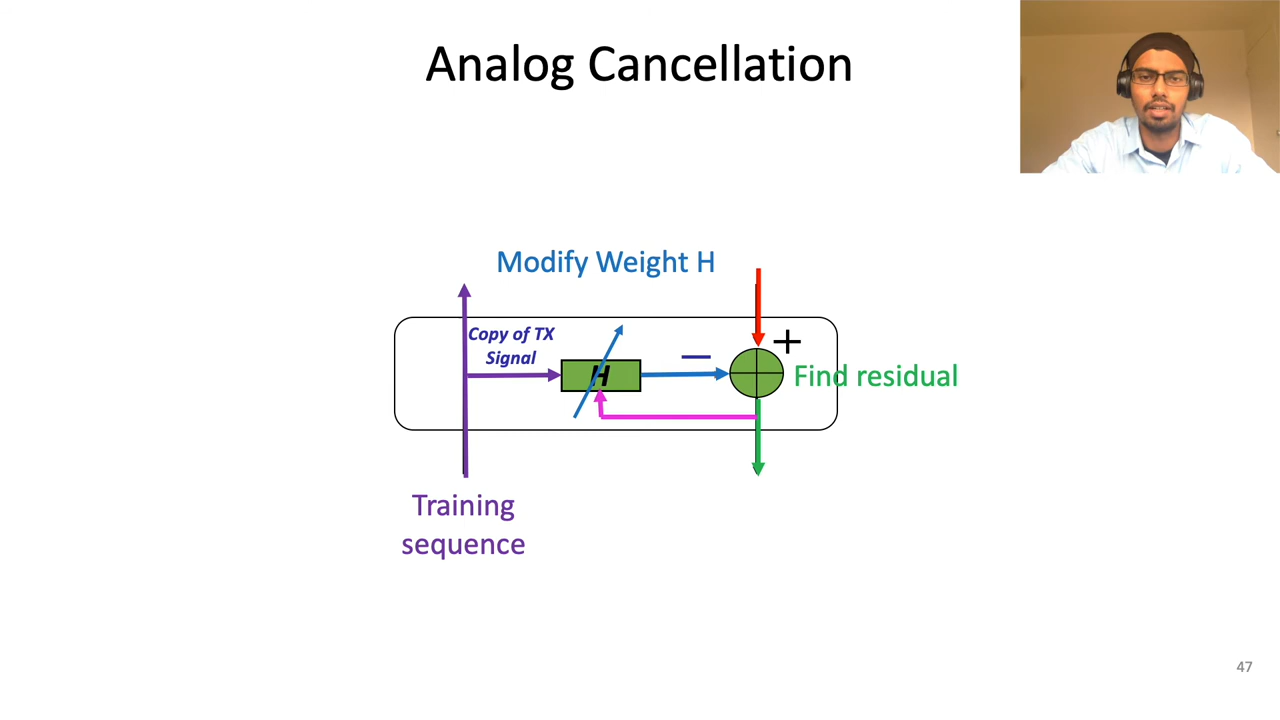 Analog Cancellation
Modify Weight H
Copy of TX
Signal
H
−
+
Find residual
Training
sequence
47